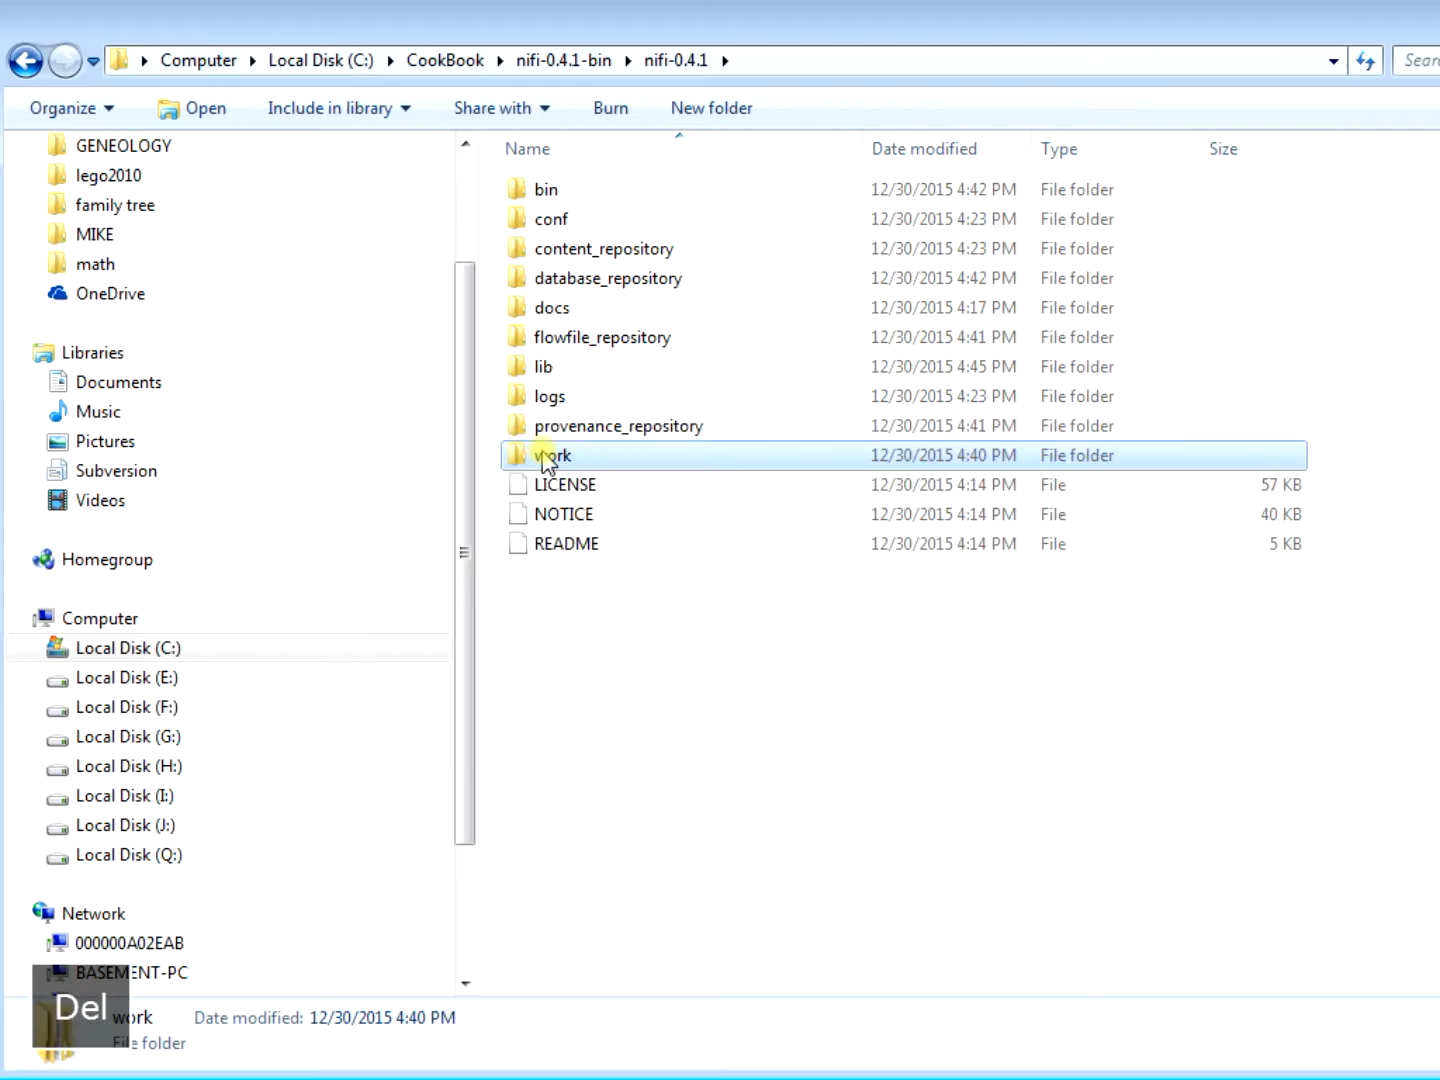 Computer Local Disk (C:) CookBook nifi-0.4.1-bin nifi-0.4.1
Organize Open Include in library Share with Burn New folder
GENEOLOGY
lego2010
family tree
MIKE
math
OneDrive
Libraries
Documents
Music
Pictures
Subversion
Videos
Homegroup
Computer
Local Disk (C:)
Local Disk (E:)
Local Disk (F:)
Local Disk (G:)
Local Disk (H:)
Local Disk (I:)
Local Disk (J:)
Local Disk (Q:)
Network
000000A02EAB
BASEMENT-PC
Name Date modified Type Size
bin 12/30/2015 4:42 PM File folder
conf 12/30/2015 4:23 PM File folder
content_repository 12/30/2015 4:23 PM File folder
database_repository 12/30/2015 4:42 PM File folder
docs 12/30/2015 4:17 PM File folder
flowfile_repository 12/30/2015 4:41 PM File folder
lib 12/30/2015 4:45 PM File folder
logs 12/30/2015 4:23 PM File folder
provenance_repository 12/30/2015 4:41 PM File folder
work 12/30/2015 4:40 PM File folder
LICENSE 12/30/2015 4:14 PM File 57 KB
NOTICE 12/30/2015 4:14 PM File 40 KB
README 12/30/2015 4:14 PM File 5 KB
Del
work Date modified: 12/30/2015 4:40 PM
File folder